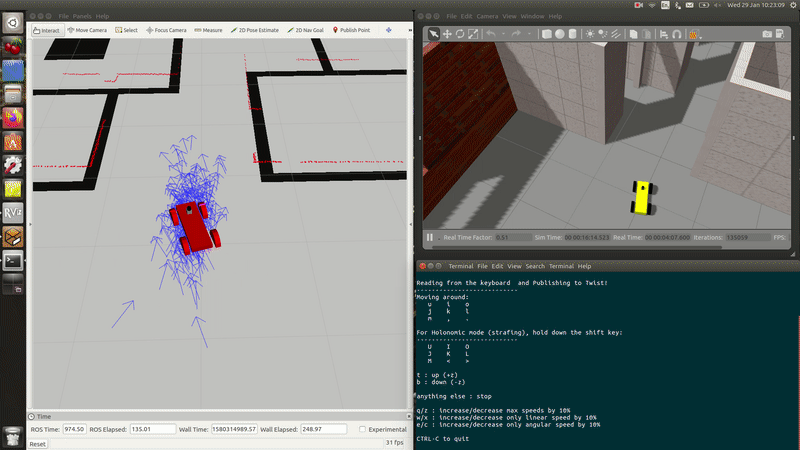 Wed 29 Jan 10:23:09
En
File Panels Help
Interact Move Camera Select Focus Camera Measure 2D Pose Estimate 2D Nav Goal Publish Point
Time
ROS Time: 974.50 ROS Elapsed: 135.01 Wall Time: 1580314989.57 Wall Elapsed: 248.97 Experimental
Reset 31 fps
File Edit Camera View Window Help
Real Time Factor: 0.51 Sim Time: 00:00:16:14.523 Real Time: 00:00:04:07.600 Iterations: 135059 FPS:
Terminal File Edit View Search Terminal Help
Reading from the keyboard and Publishing to Twist!
---------------------------
Moving around:
u i o
j k l
m , .
For Holonomic mode (strafing), hold down the shift key:
---------------------------
U I O
J K L
M < >
t : up (+z)
b : down (-z)
anything else : stop
q/z : increase/decrease max speeds by 10%
w/x : increase/decrease only linear speed by 10%
e/c : increase/decrease only angular speed by 10%
CTRL-C to quit
RViz